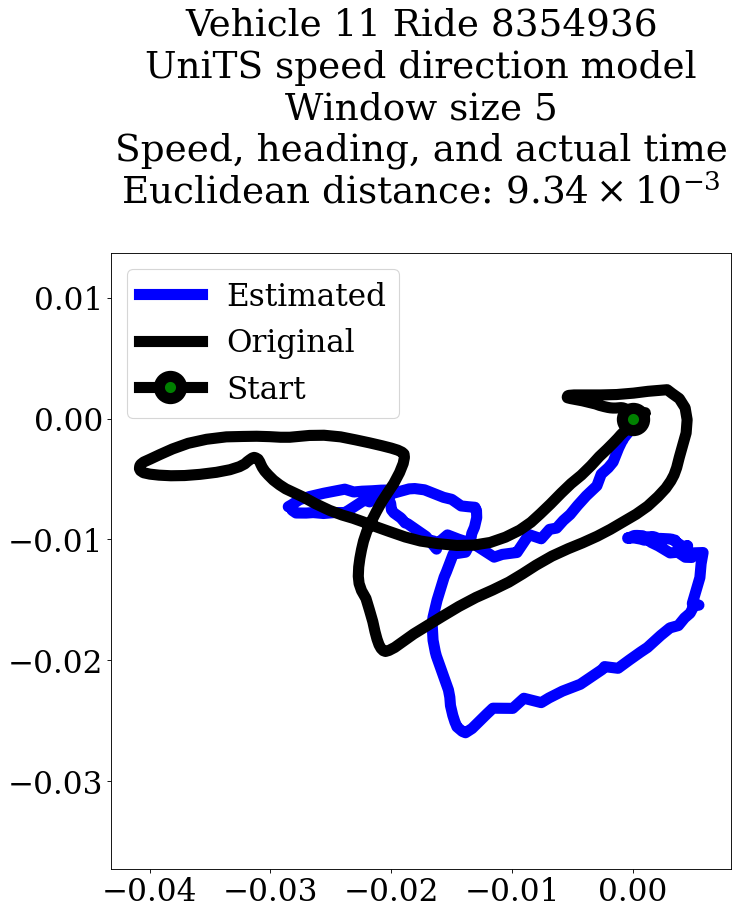 Vehicle 11 Ride 8354936
UniTS speed direction model
Window size 5
Speed, heading, and actual time
Euclidean distance: 9.34 × 10⁻³
Estimated
Original
Start
0.01
0.00
−0.01
−0.02
−0.03
−0.04 −0.03 −0.02 −0.01 0.00